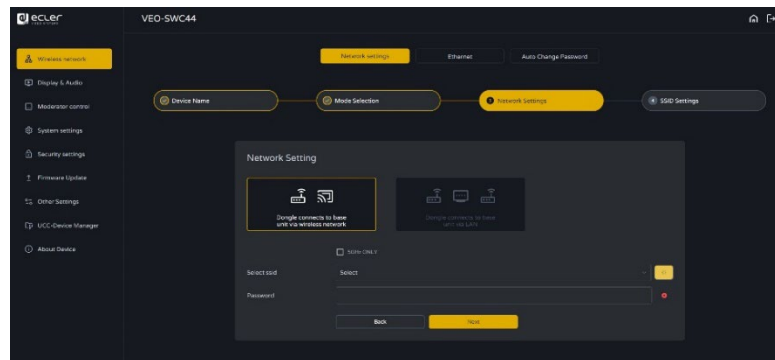 ecler
VEO-SWC44
Wireless network
Display & Audio
Moderator control
System settings
Security settings
Firmware Update
Other Settings
UCC-Device Manager
About Device
Network settings
Ethernet
Auto Change Password
Device Name
Mode Selection
Network Settings
4 SSID Settings
Network Setting
Dongle connects to base
unit via wireless network
Dongle connects to base
unit via LAN
5GHz ONLY
Select ssid
Select
Password
Back
Next